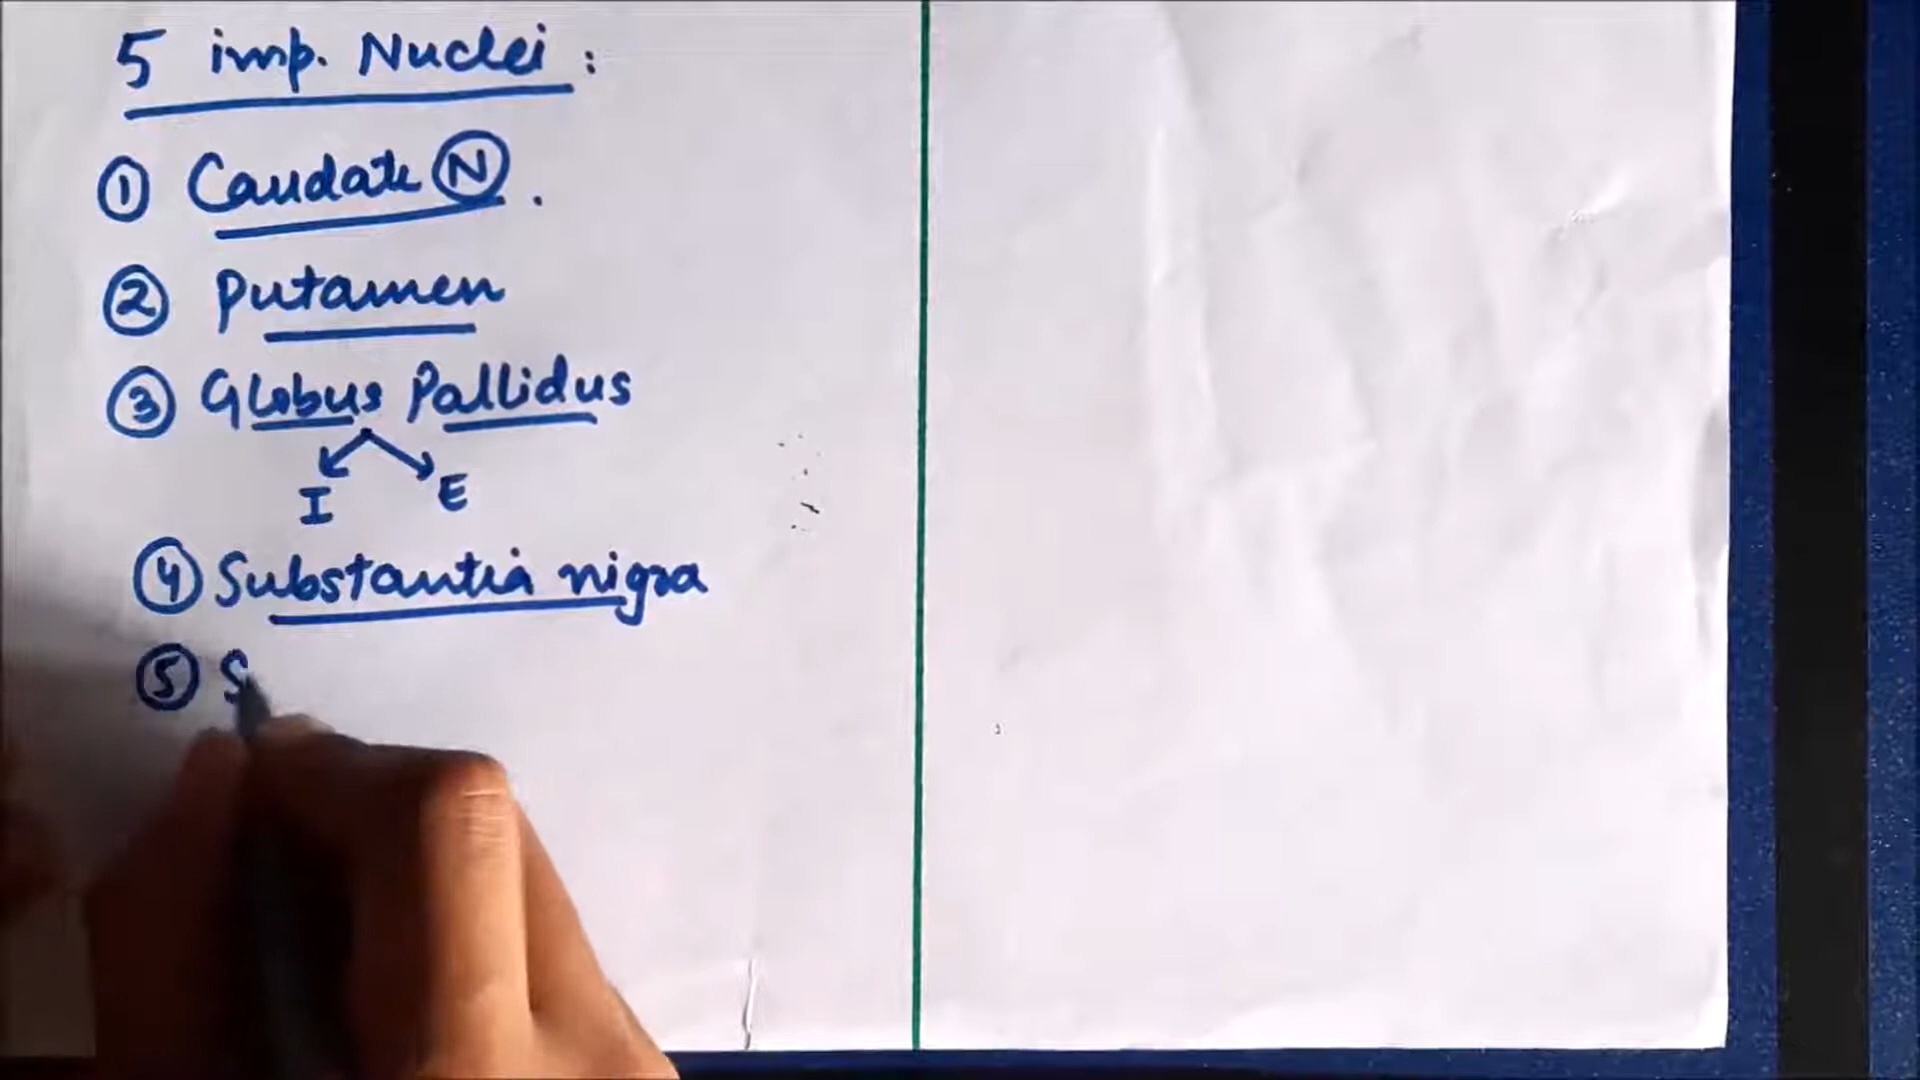 5 imp. Nuclei :
① Caudate Ⓝ .
② Putamen
③ Globus Pallidus
I E
④ Substantia nigra
⑤ S